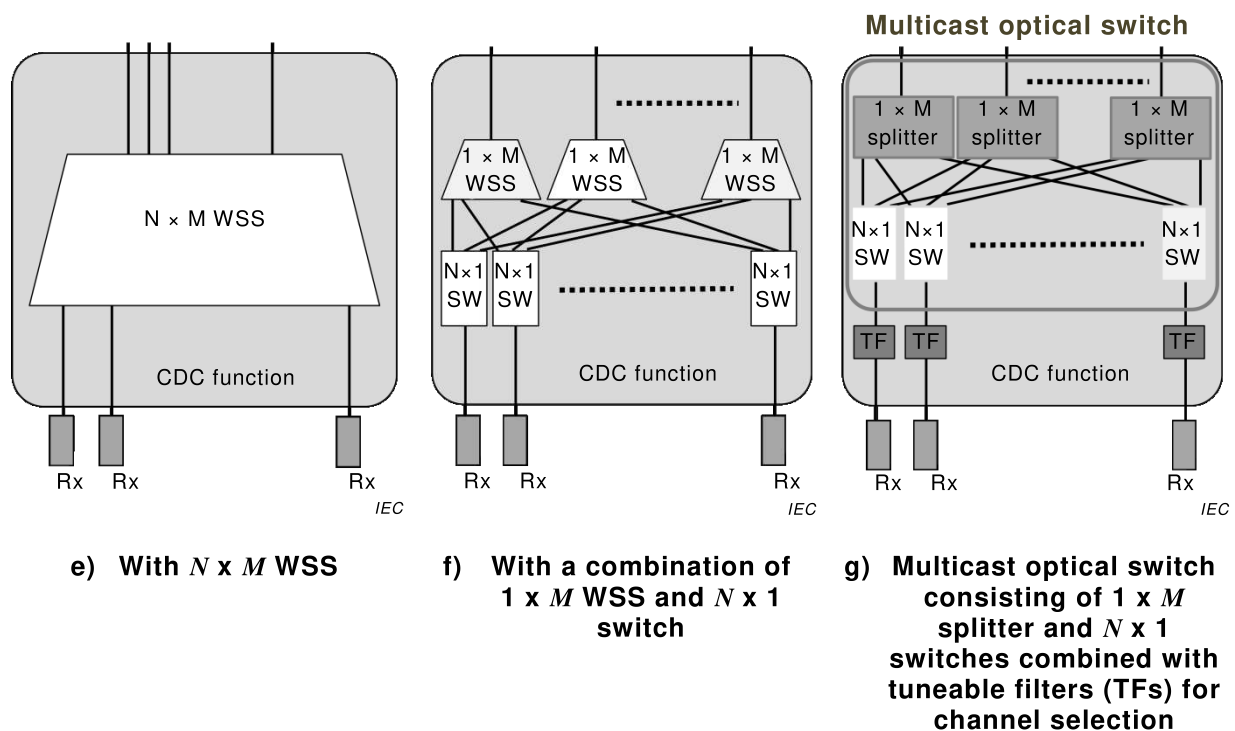 Multicast optical switch
N × M WSS
CDC function
Rx
Rx
Rx
IEC
e) With N x M WSS
1 × M
WSS
1 × M
WSS
1 × M
WSS
N×1
SW
N×1
SW
N×1
SW
CDC function
Rx
Rx
Rx
IEC
f) With a combination of
1 x M WSS and N x 1
switch
1 × M
splitter
1 × M
splitter
1 × M
splitter
N×1
SW
N×1
SW
N×1
SW
TF
TF
TF
CDC function
Rx
Rx
Rx
IEC
g) Multicast optical switch
consisting of 1 x M
splitter and N x 1
switches combined with
tuneable filters (TFs) for
channel selection